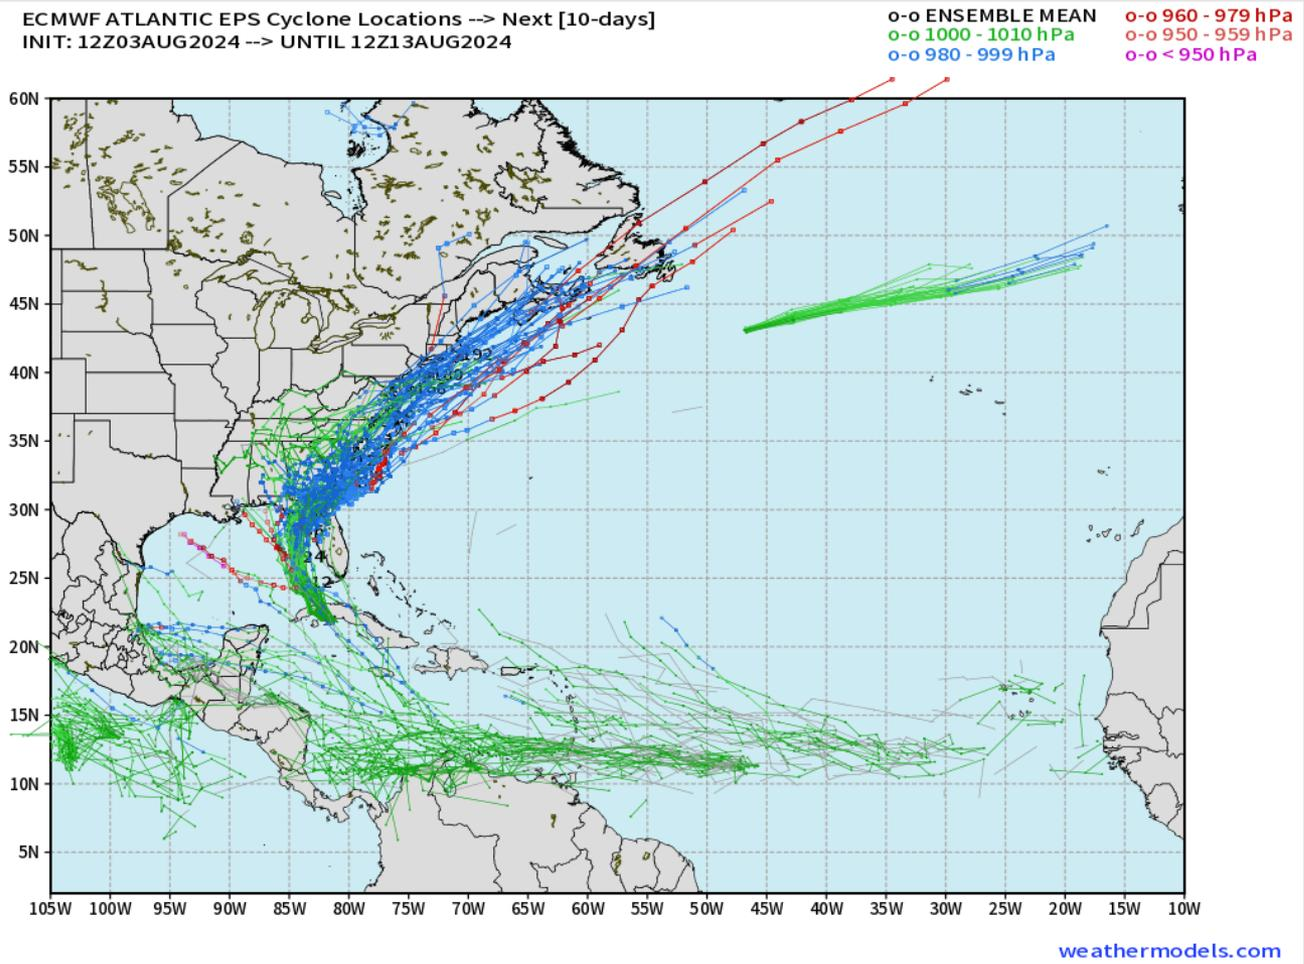 ECMWF ATLANTIC EPS Cyclone Locations --> Next [10-days]
INIT: 12Z03AUG2024 --> UNTIL 12Z13AUG2024
o-o ENSEMBLE MEAN
o-o 1000 - 1010 hPa
o-o 980 - 999 hPa
o-o 960 - 979 hPa
o-o 950 - 959 hPa
o-o < 950 hPa
60N
55N
50N
45N
40N
35N
30N
25N
20N
15N
10N
5N
192
24
105W 100W 95W 90W 85W 80W 75W 70W 65W 60W 55W 50W 45W 40W 35W 30W 25W 20W 15W 10W
weathermodels.com